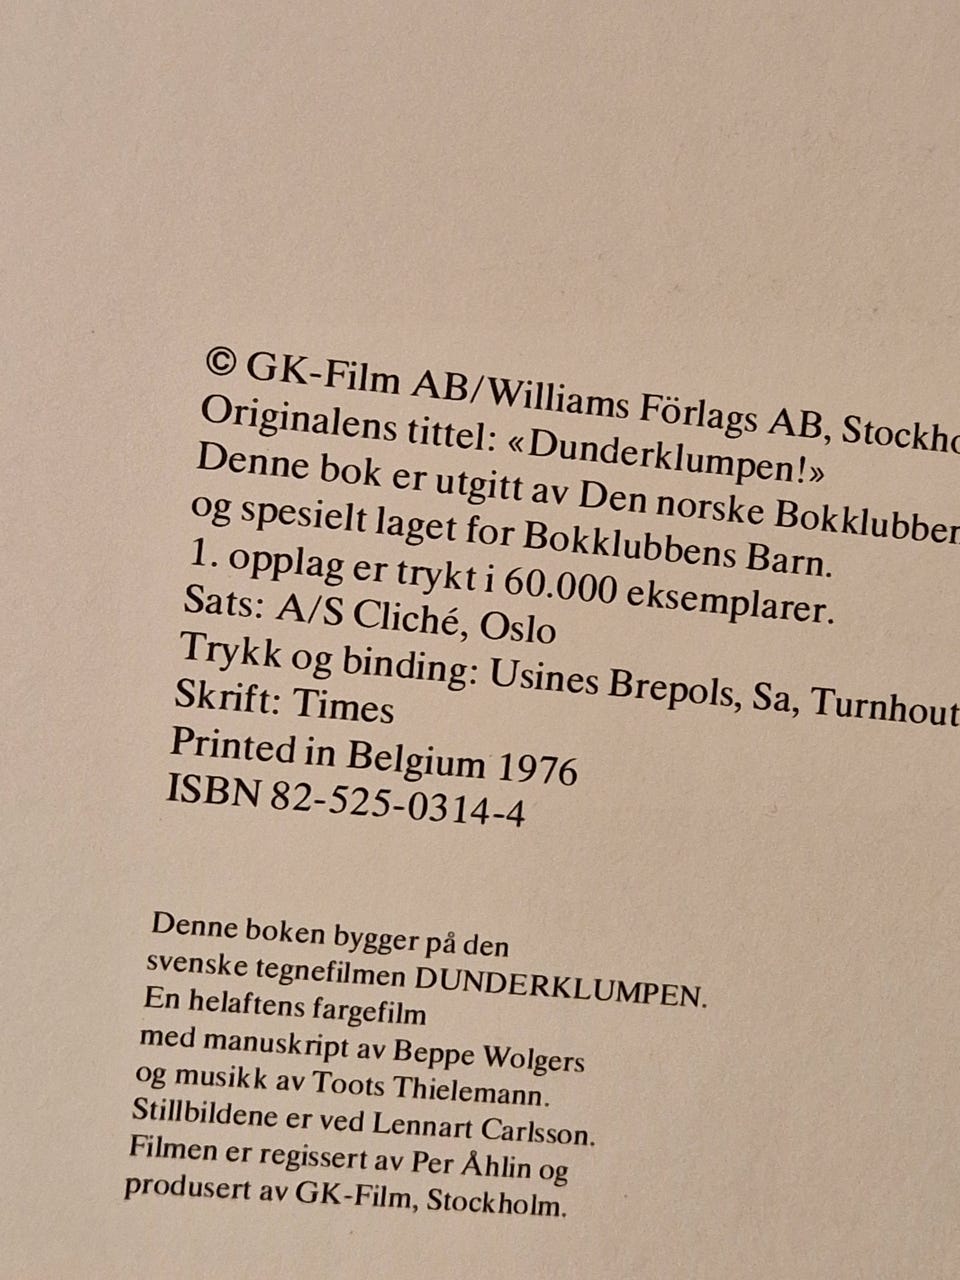 © GK-Film AB/Williams Förlags AB, Stockho
Originalens tittel: «Dunderklumpen!»
Denne bok er utgitt av Den norske Bokklubben
og spesielt laget for Bokklubbens Barn.
1. opplag er trykt i 60.000 eksemplarer.
Sats: A/S Cliché, Oslo
Trykk og binding: Usines Brepols, Sa, Turnhout
Skrift: Times
Printed in Belgium 1976
ISBN 82-525-0314-4
Denne boken bygger på den
svenske tegnefilmen DUNDERKLUMPEN.
En helaftens fargefilm
med manuskript av Beppe Wolgers
og musikk av Toots Thielemann.
Stillbildene er ved Lennart Carlsson.
Filmen er regissert av Per Åhlin og
produsert av GK-Film, Stockholm.